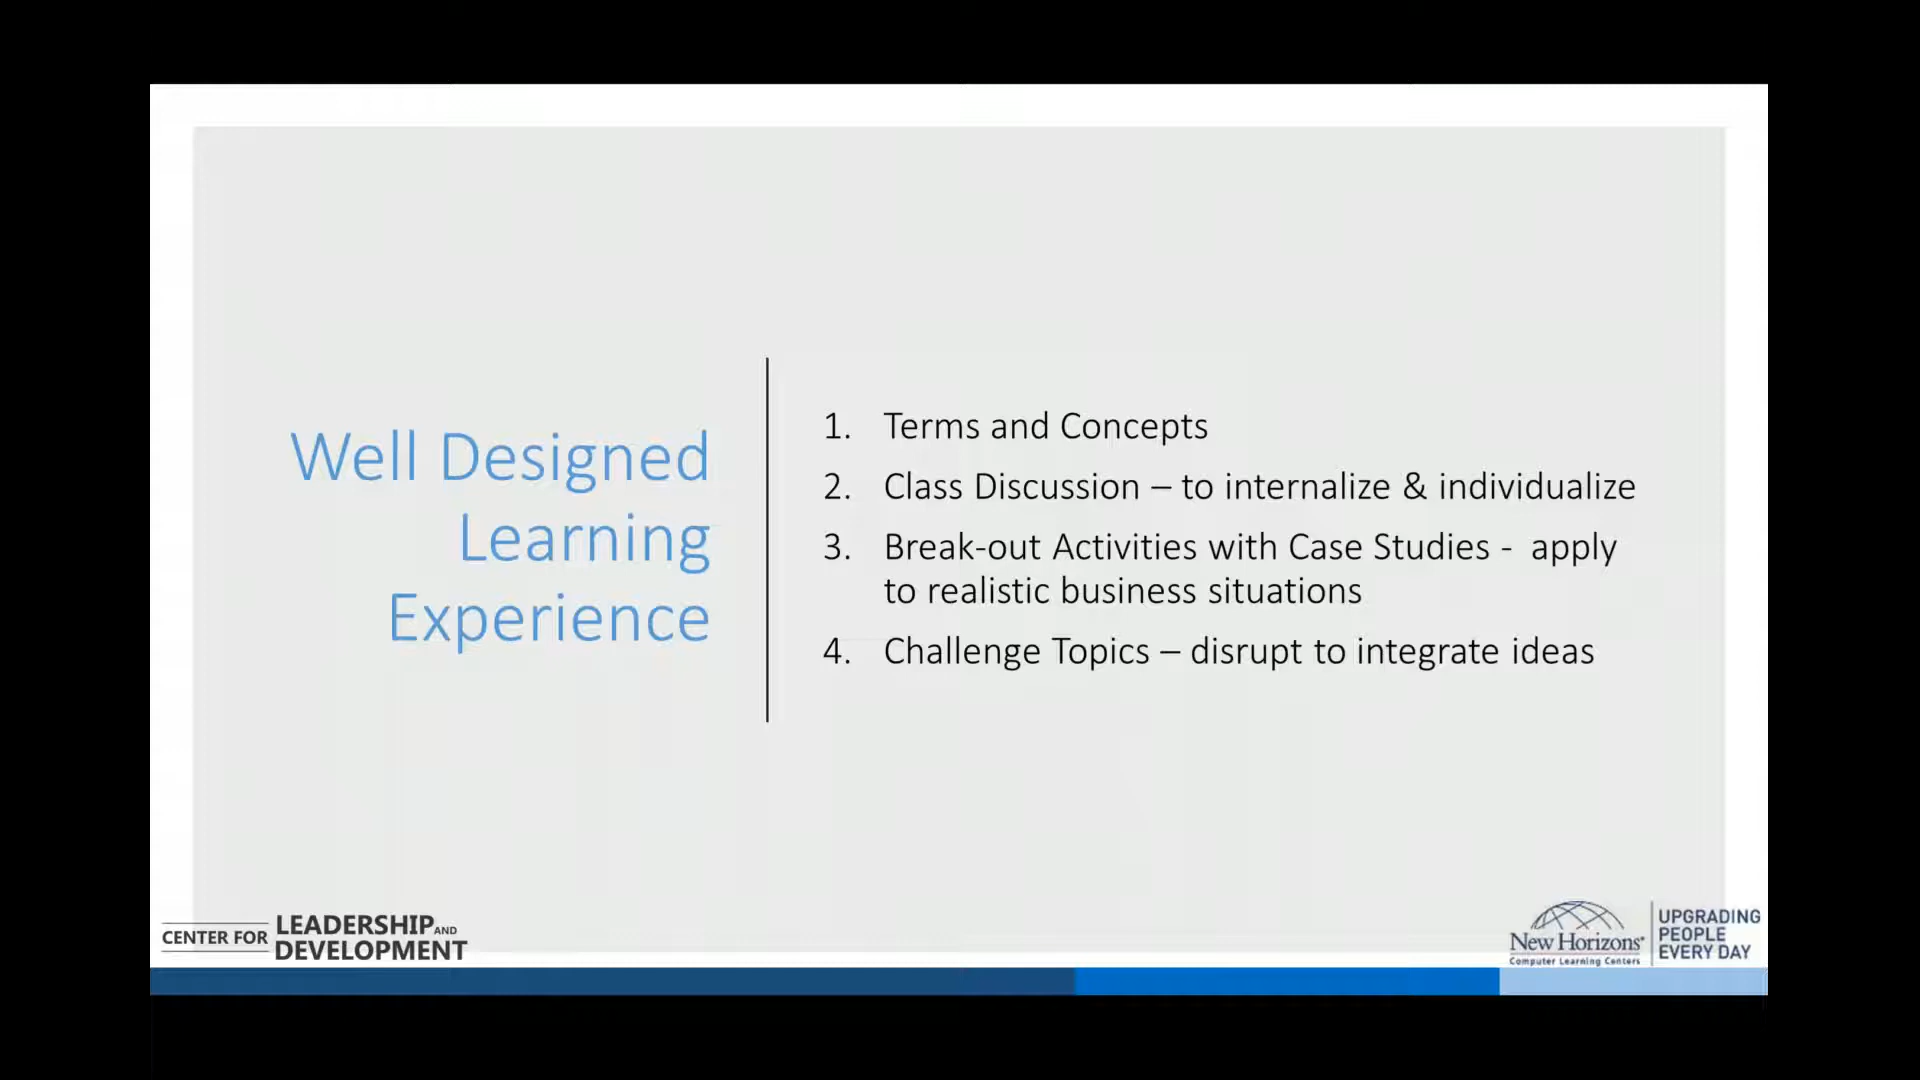 Well Designed
Learning
Experience
1. Terms and Concepts
2. Class Discussion – to internalize & individualize
3. Break-out Activities with Case Studies - apply
to realistic business situations
4. Challenge Topics – disrupt to integrate ideas
CENTER FOR LEADERSHIP AND
DEVELOPMENT
New Horizons®
Computer Learning Centers
UPGRADING
PEOPLE
EVERY DAY